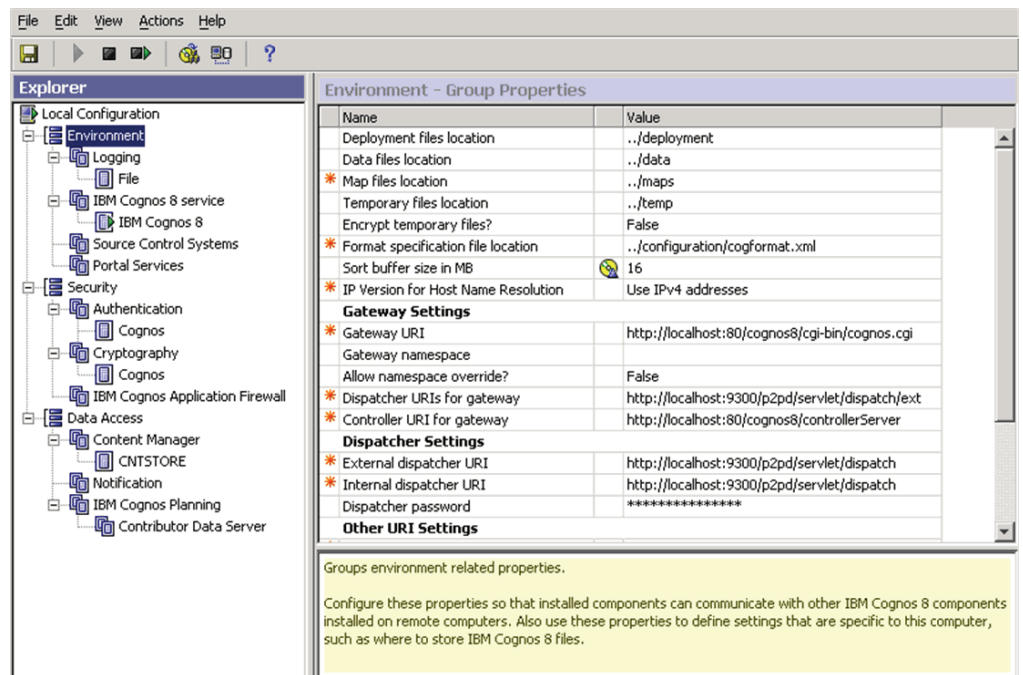 File Edit View Actions Help
?
Explorer
Local Configuration
Environment
Logging
File
IBM Cognos 8 service
IBM Cognos 8
Source Control Systems
Portal Services
Security
Authentication
Cognos
Cryptography
Cognos
IBM Cognos Application Firewall
Data Access
Content Manager
CNTSTORE
Notification
IBM Cognos Planning
Contributor Data Server
Environment - Group Properties
Name Value
Deployment files location ../deployment
Data files location ../data
* Map files location ../maps
Temporary files location ../temp
Encrypt temporary files? False
* Format specification file location ../configuration/cogformat.xml
Sort buffer size in MB 16
* IP Version for Host Name Resolution Use IPv4 addresses
Gateway Settings
* Gateway URI http://localhost:80/cognos8/cgi-bin/cognos.cgi
Gateway namespace
Allow namespace override? False
* Dispatcher URIs for gateway http://localhost:9300/p2pd/servlet/dispatch/ext
* Controller URI for gateway http://localhost:80/cognos8/controllerServer
Dispatcher Settings
* External dispatcher URI http://localhost:9300/p2pd/servlet/dispatch
* Internal dispatcher URI http://localhost:9300/p2pd/servlet/dispatch
Dispatcher password ***************
Other URI Settings
Groups environment related properties.
Configure these properties so that installed components can communicate with other IBM Cognos 8 components
installed on remote computers. Also use these properties to define settings that are specific to this computer,
such as where to store IBM Cognos 8 files.